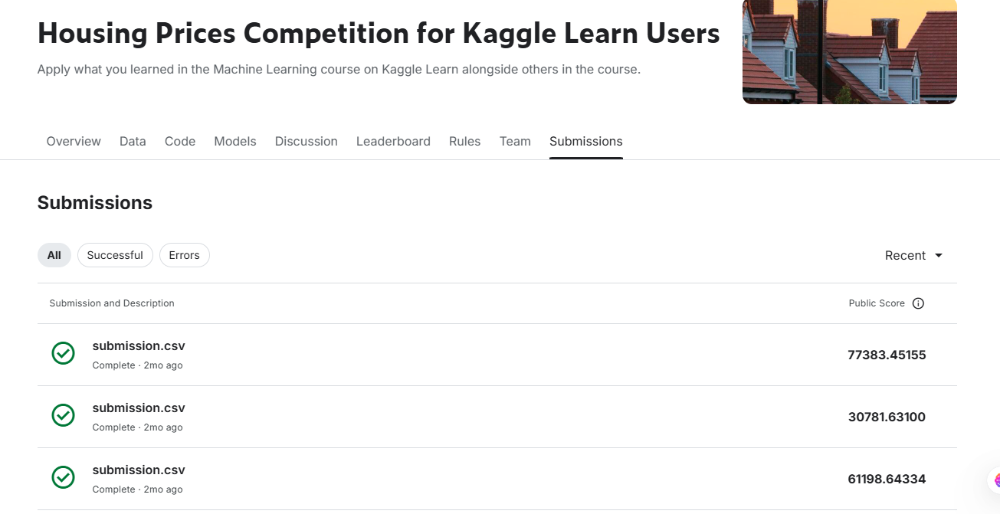 Housing Prices Competition for Kaggle Learn Users
Apply what you learned in the Machine Learning course on Kaggle Learn alongside others in the course.
Overview Data Code Models Discussion Leaderboard Rules Team Submissions
Submissions
All Successful Errors Recent
Submission and Description Public Score
submission.csv
Complete · 2mo ago
77383.45155
submission.csv
Complete · 2mo ago
30781.63100
submission.csv
Complete · 2mo ago
61198.64334